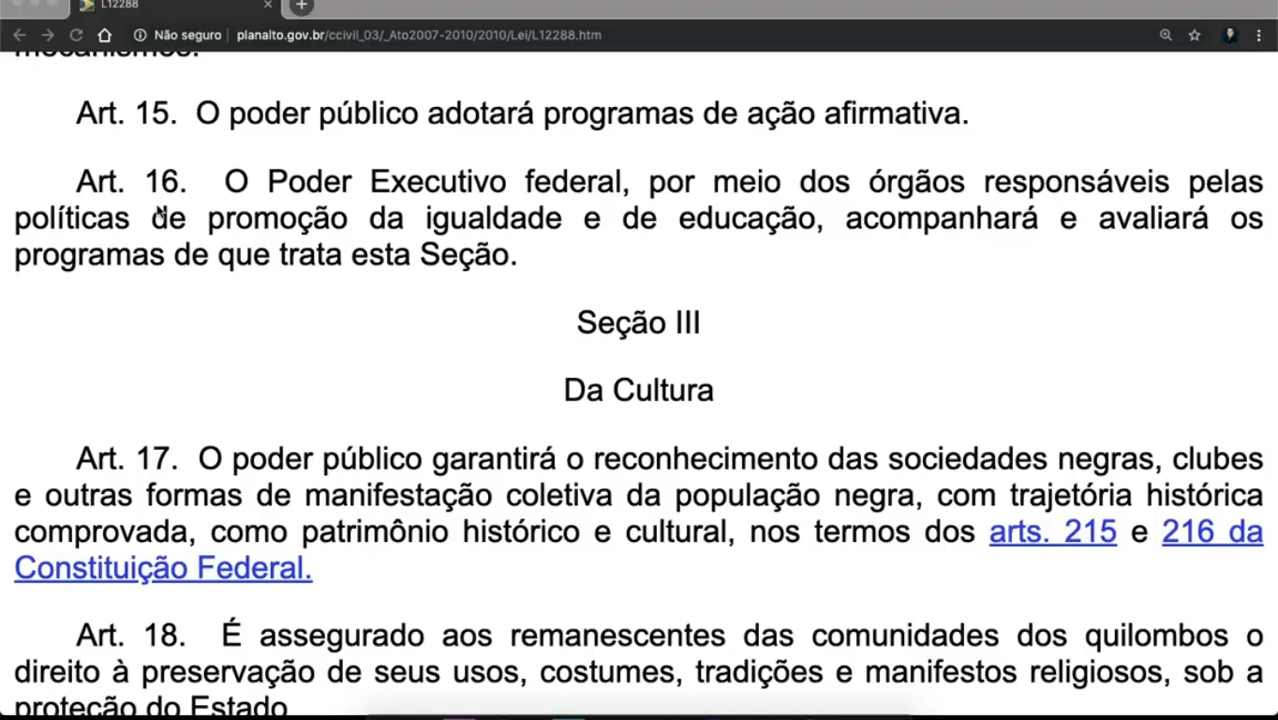 L12288
Não seguro | planalto.gov.br/ccivil_03/_Ato2007-2010/2010/Lei/L12288.htm
mecanismos.
Art. 15. O poder público adotará programas de ação afirmativa.
Art. 16. O Poder Executivo federal, por meio dos órgãos responsáveis pelas
políticas de promoção da igualdade e de educação, acompanhará e avaliará os
programas de que trata esta Seção.
Seção III
Da Cultura
Art. 17. O poder público garantirá o reconhecimento das sociedades negras, clubes
e outras formas de manifestação coletiva da população negra, com trajetória histórica
comprovada, como patrimônio histórico e cultural, nos termos dos arts. 215 e 216 da
Constituição Federal.
Art. 18. É assegurado aos remanescentes das comunidades dos quilombos o
direito à preservação de seus usos, costumes, tradições e manifestos religiosos, sob a
proteção do Estado.